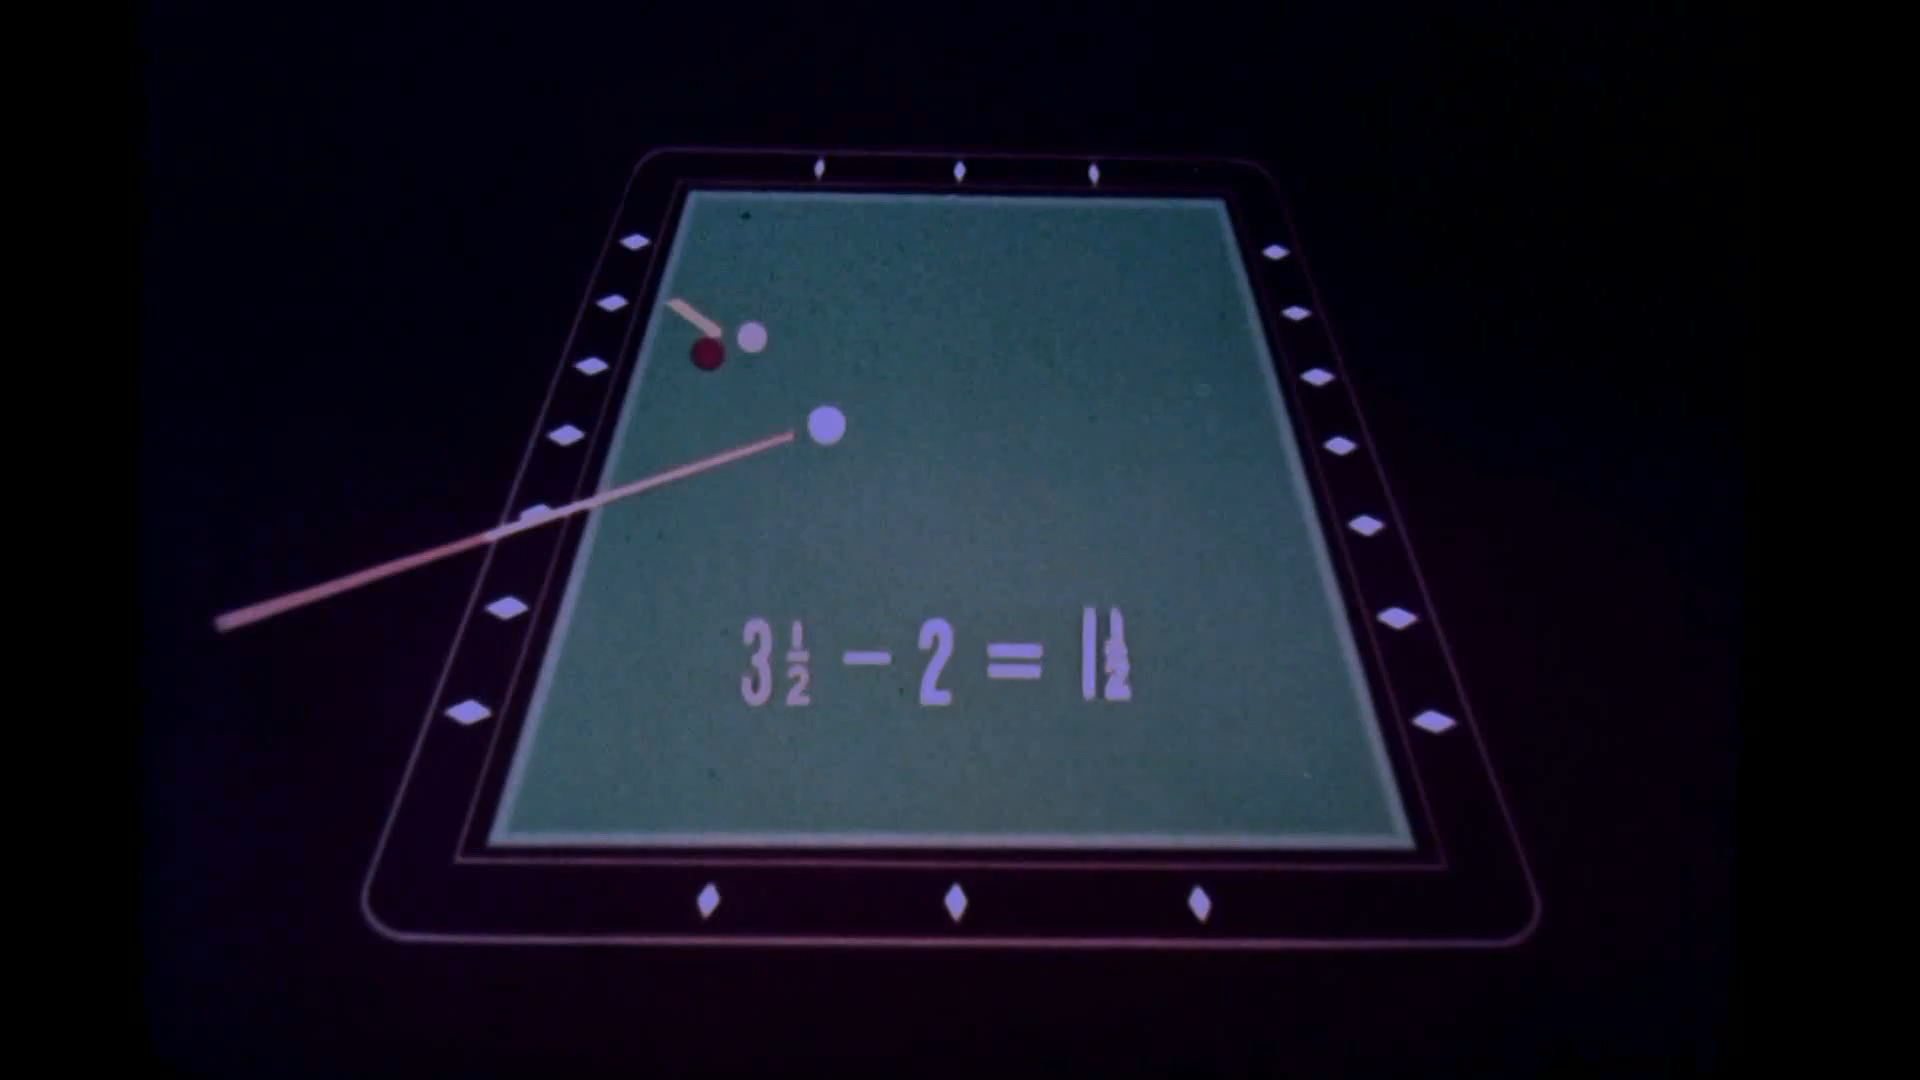 3½ – 2 = 1½